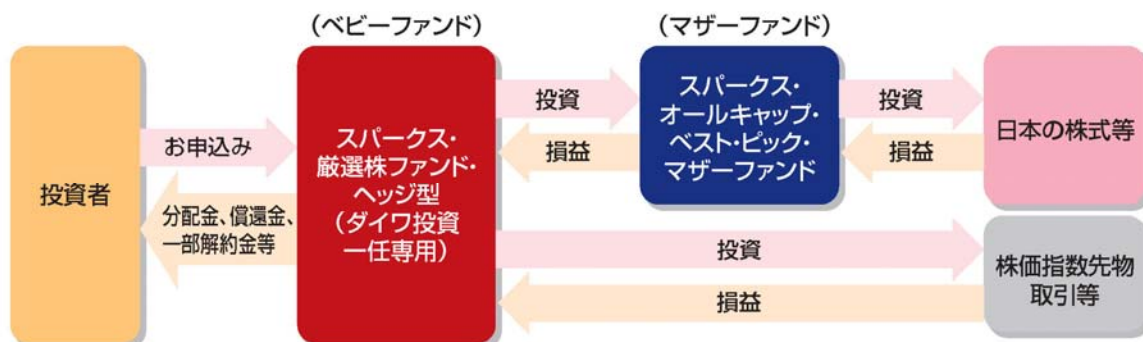 (ベビーファンド)
(マザーファンド)
投資者
お申込み
分配金、償還金、
一部解約金等
スパークス・
厳選株ファンド・
ヘッジ型
(ダイワ投資
一任専用)
投資
損益
スパークス・
オールキャップ・
ベスト・ピック・
マザーファンド
投資
損益
日本の株式等
投資
損益
株価指数先物
取引等